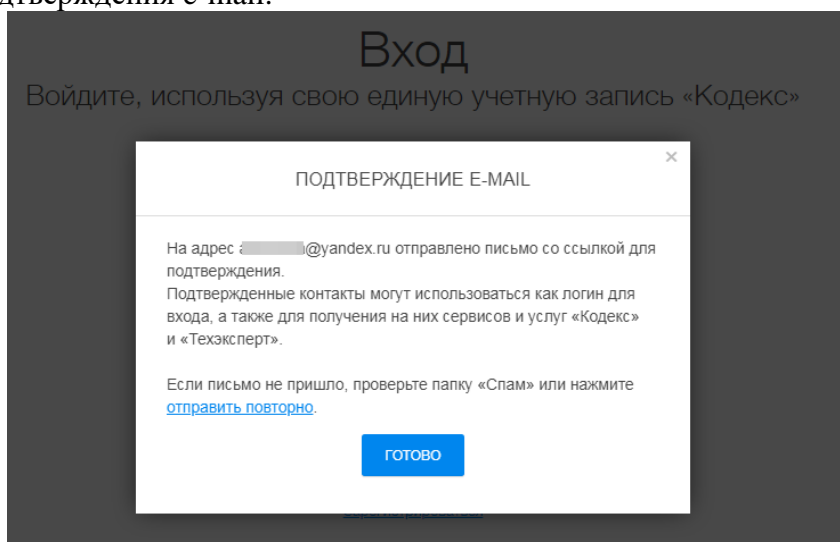 Вход
Войдите, используя свою единую учетную запись «Кодекс»
×
ПОДТВЕРЖДЕНИЕ E-MAIL
На адрес @yandex.ru отправлено письмо со ссылкой для
подтверждения.
Подтвержденные контакты могут использоваться как логин для
входа, а также для получения на них сервисов и услуг «Кодекс»
и «Техэксперт».
Если письмо не пришло, проверьте папку «Спам» или нажмите
отправить повторно.
ГОТОВО